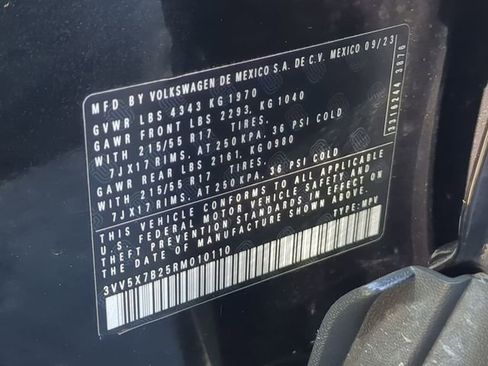 MFD BY VOLKSWAGEN DE MEXICO S.A. DE C.V. MEXICO 09/23
GVWR LBS 4343 KG 1970
GAWR FRONT LBS 2293, KG 1040
WITH 215/55 R17 TIRES.
7JX17 RIMS, AT 250 KPA. 36 PSI COLD
GAWR REAR LBS 2161, KG0980
WITH 215/55 R17 TIRES.
7JX17 RIMS, AT 250 KPA. 36 PSI COLD
THIS VEHICLE CONFORMS TO ALL APPLICABLE
U.S. FEDERAL MOTOR VEHICLE SAFETY AND
THEFT PREVENTION STANDARDS IN EFFECT ON
THE DATE OF MANUFACTURE SHOWN ABOVE.
3VV5X7B25RM010110 TYPE: MPV
3916244 3876